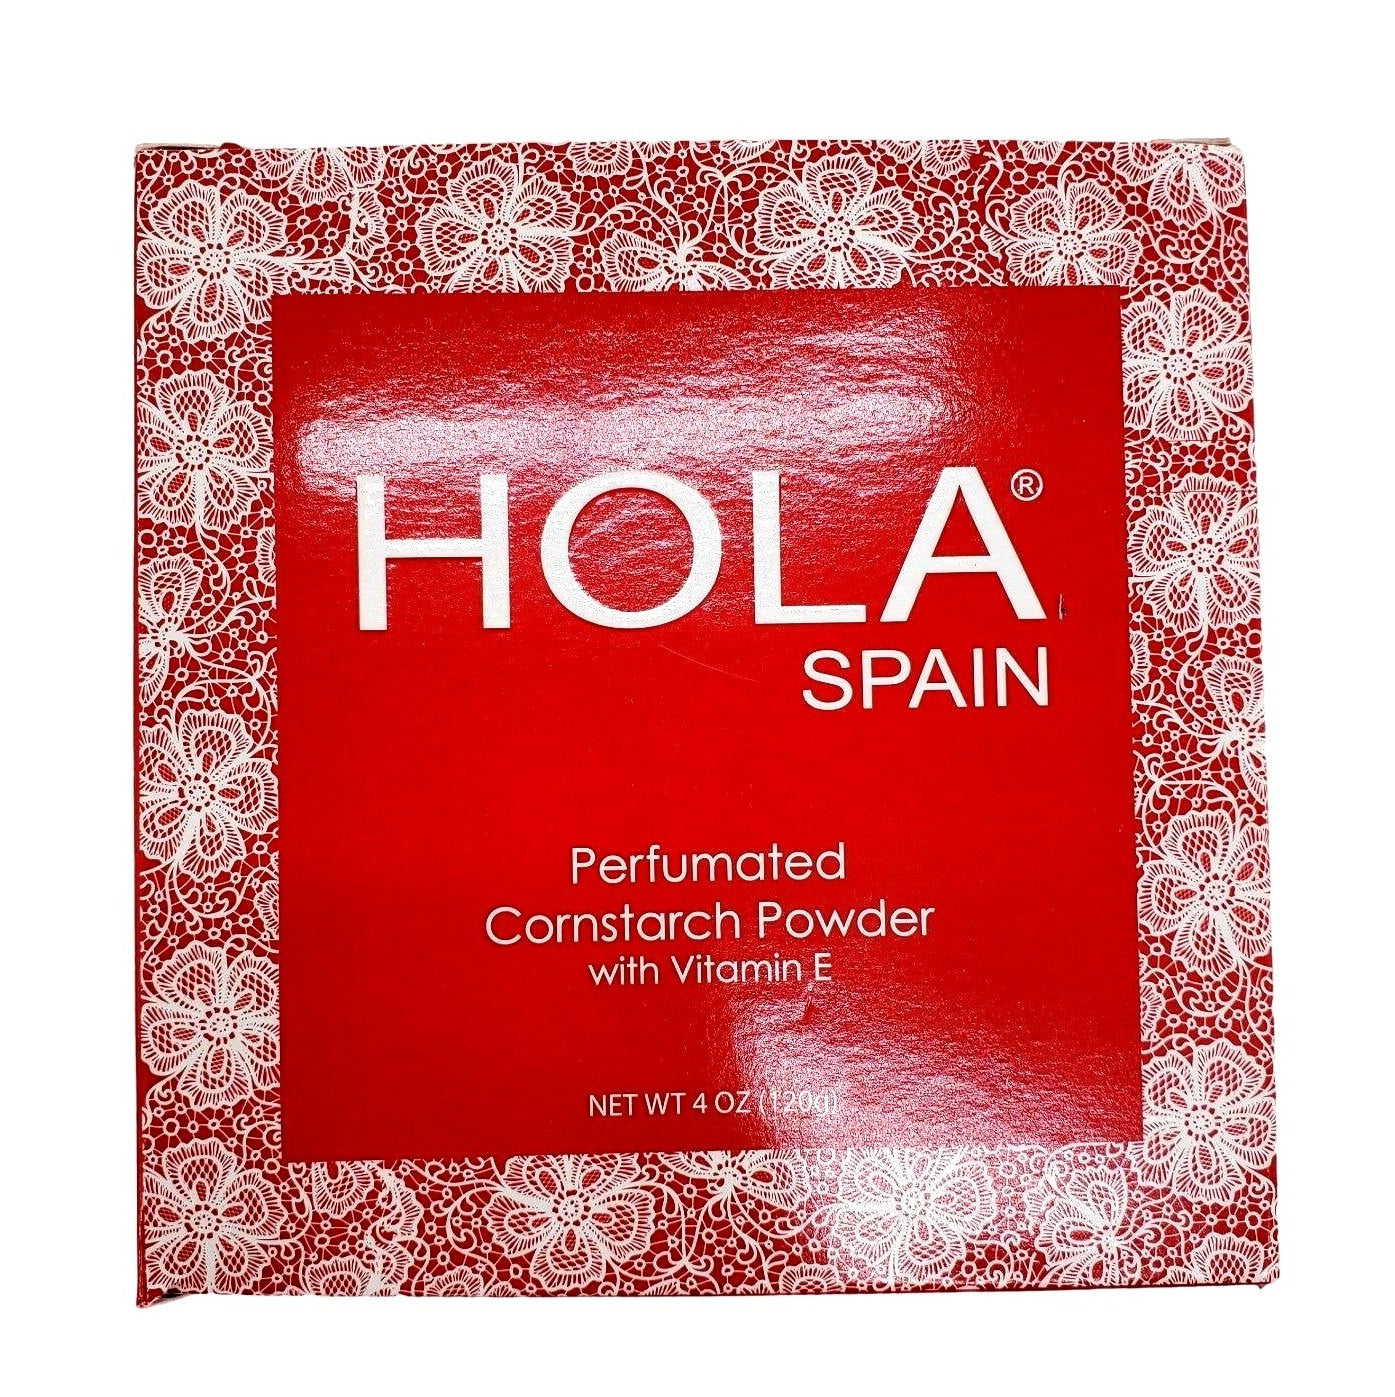 HOLA®
SPAIN
Perfumated
Cornstarch Powder
with Vitamin E
NET WT 4 OZ (120g)